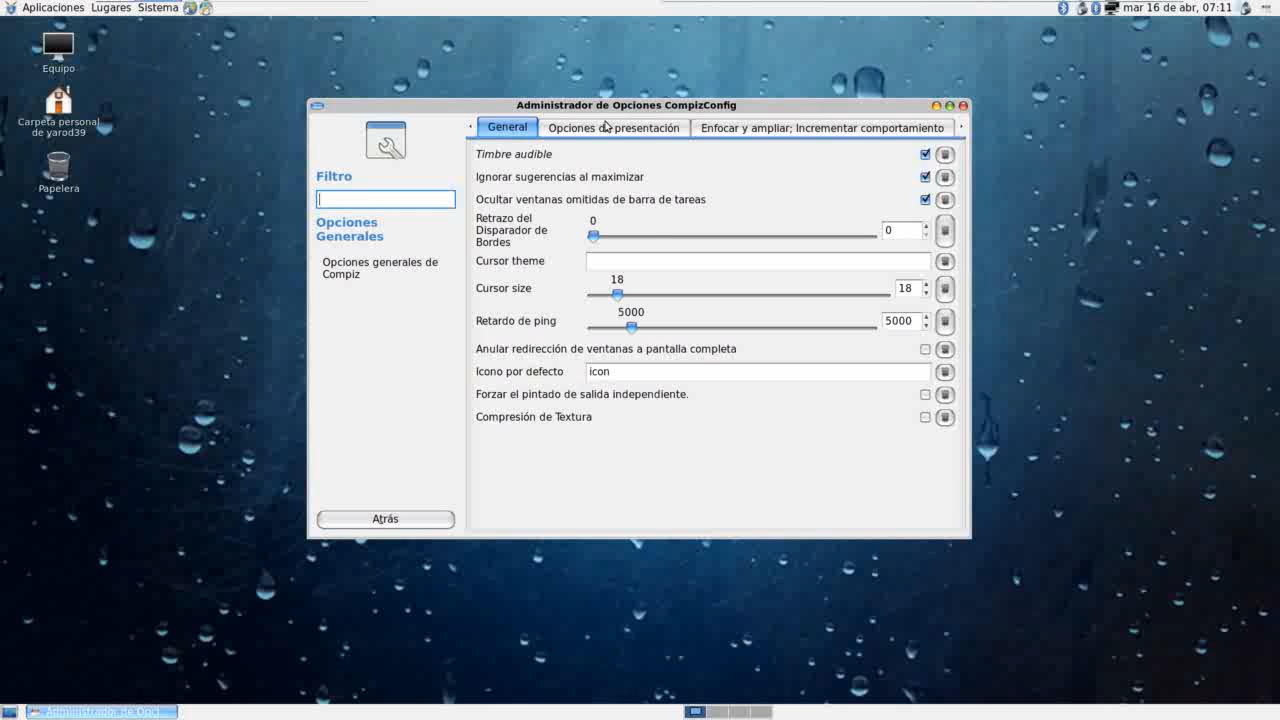 Aplicaciones Lugares Sistema
mar 16 de abr, 07:11
Equipo
Carpeta personal
de yarod39
Papelera
Administrador de Opciones CompizConfig
General
Opciones de presentación
Enfocar y ampliar; Incrementar comportamiento
Filtro
Opciones
Generales
Opciones generales de
Compiz
Atrás
Timbre audible
Ignorar sugerencias al maximizar
Ocultar ventanas omitidas de barra de tareas
Retrazo del
Disparador de
Bordes
0
0
Cursor theme
Cursor size
18
18
Retardo de ping
5000
5000
Anular redirección de ventanas a pantalla completa
Icono por defecto
icon
Forzar el pintado de salida independiente.
Compresión de Textura
Administrador de Opci